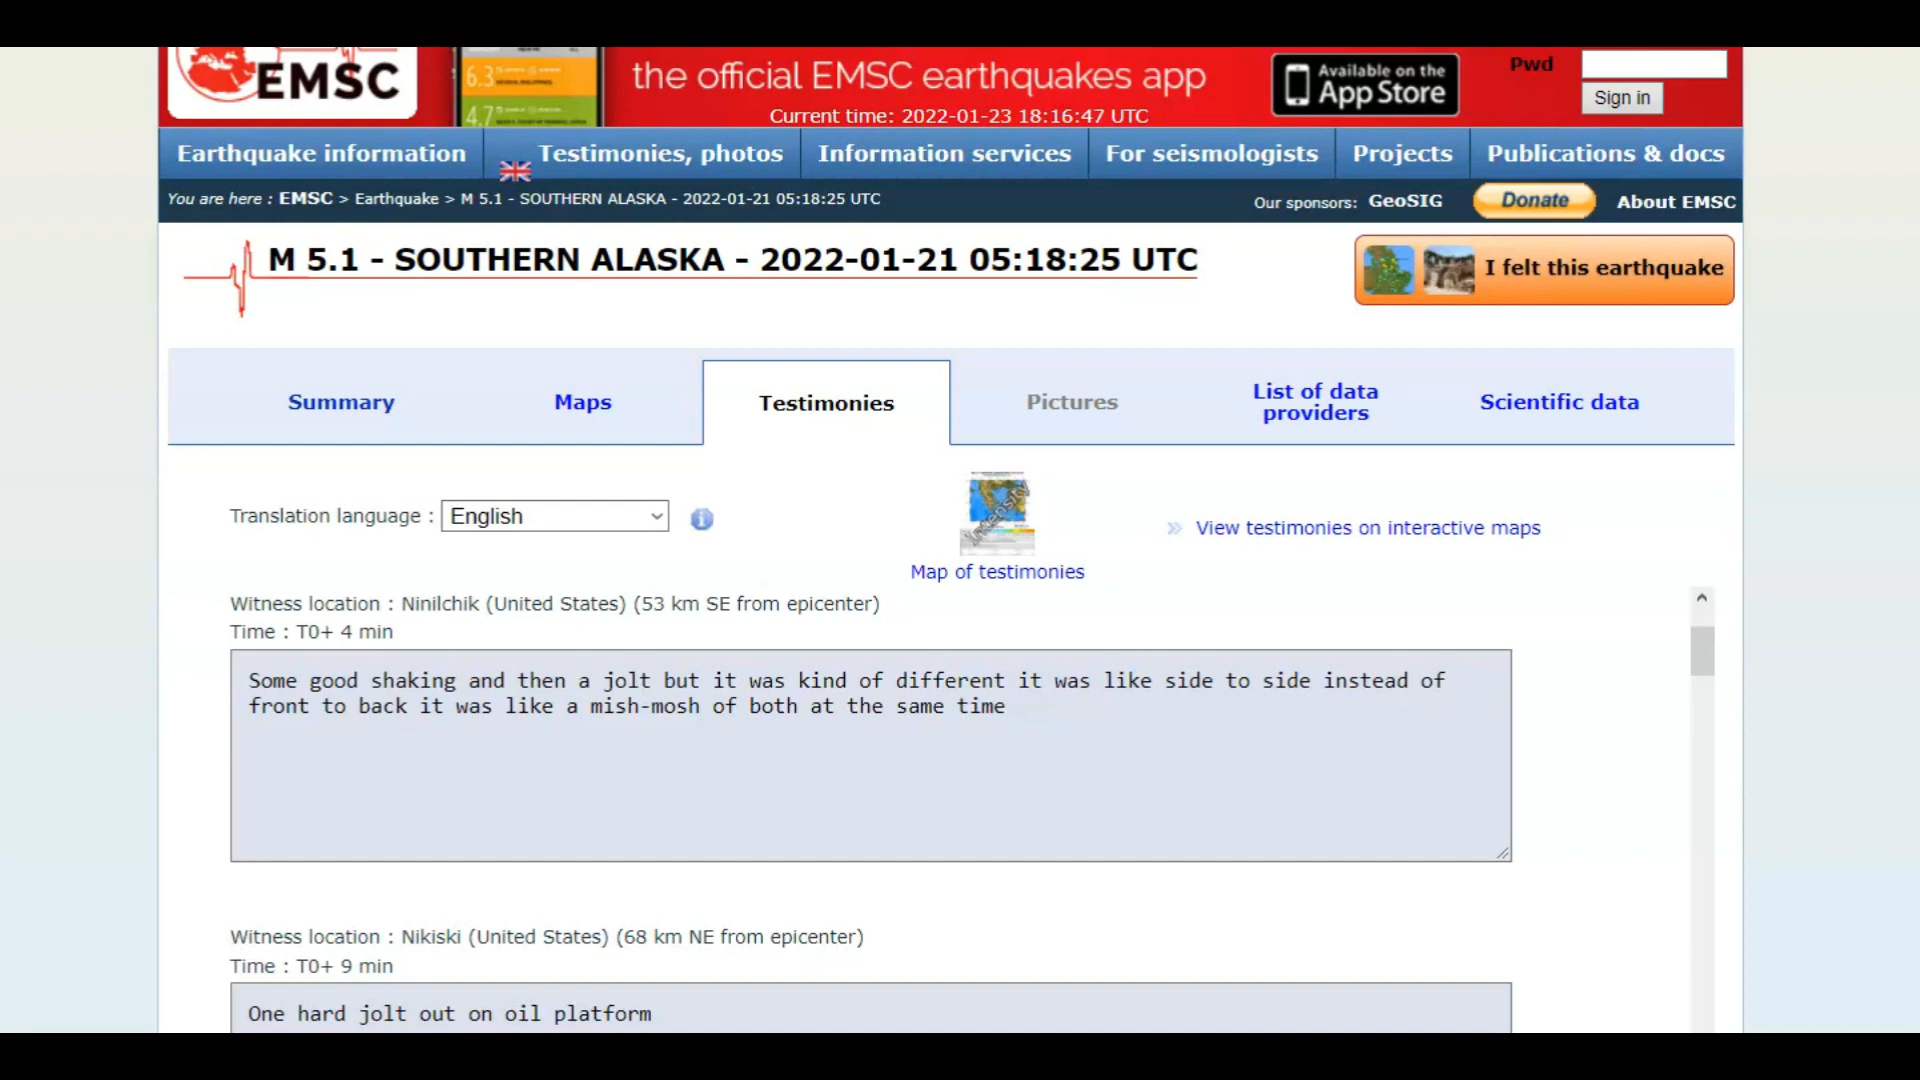 EMSC
6.3
4.7
the official EMSC earthquakes app
Current time: 2022-01-23 18:16:47 UTC
Available on the
App Store
Pwd
Sign in
Earthquake information
Testimonies, photos
Information services
For seismologists
Projects
Publications & docs
You are here : EMSC > Earthquake > M 5.1 - SOUTHERN ALASKA - 2022-01-21 05:18:25 UTC
Our sponsors: GeoSIG
Donate
About EMSC
M 5.1 - SOUTHERN ALASKA - 2022-01-21 05:18:25 UTC
I felt this earthquake
Summary
Maps
Testimonies
Pictures
List of data
providers
Scientific data
Translation language :
English
Intensity
Map of testimonies
» View testimonies on interactive maps
Witness location : Ninilchik (United States) (53 km SE from epicenter)
Time : T0+ 4 min
Some good shaking and then a jolt but it was kind of different it was like side to side instead of
front to back it was like a mish-mosh of both at the same time
Witness location : Nikiski (United States) (68 km NE from epicenter)
Time : T0+ 9 min
One hard jolt out on oil platform